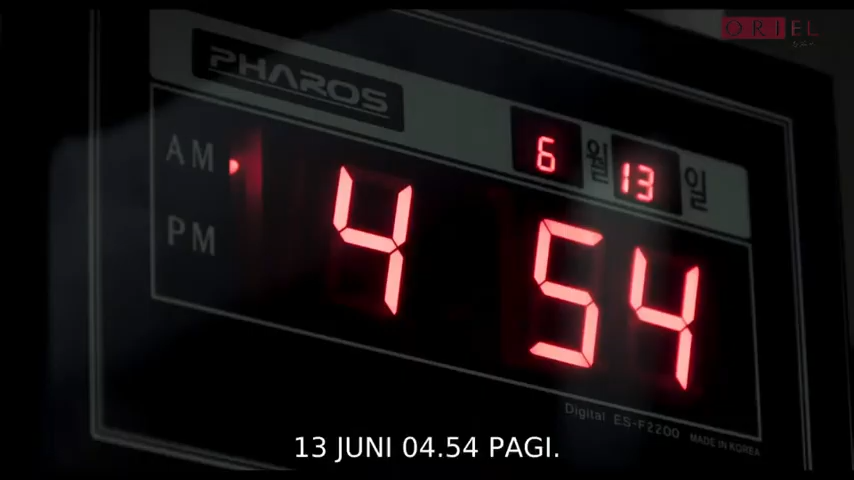 ORIEL
PHAROS
6 월 13 일
AM
4 54
PM
Digital ES-F2200 MADE IN KOREA
13 JUNI 04.54 PAGI.